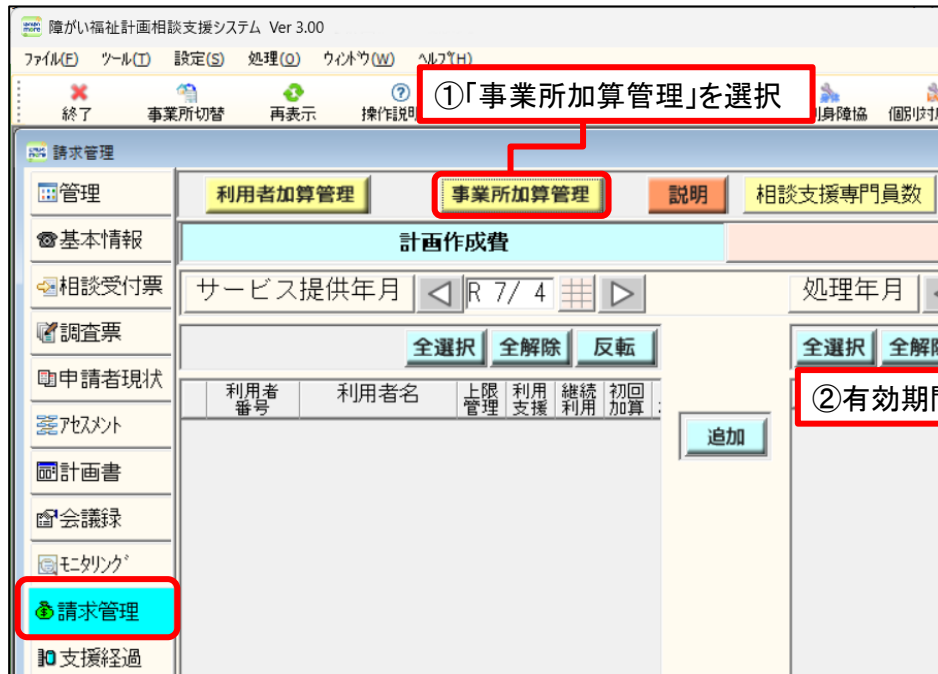 障がい福祉計画相談支援システム Ver 3.00
ファイル(F) ツール(T) 設定(S) 処理(O) ウィンドウ(W) ヘルプ(H)
①「事業所加算管理」を選択
終了 事業所切替 再表示 操作説明 身障協
請求管理
管理 利用者加算管理 事業所加算管理 説明 相談支援専門員数
基本情報 計画作成費
相談受付票 サービス提供年月 R 7/ 4 処理年月
調査票 全選択 全解除 反転 全選択 全解除
申請者現状 利用者番号 利用者名 上限管理 利用支援 継続利用 初回加算
②有効期間
アセスメント 追加
計画書
会議録
モニタリング
請求管理
支援経過